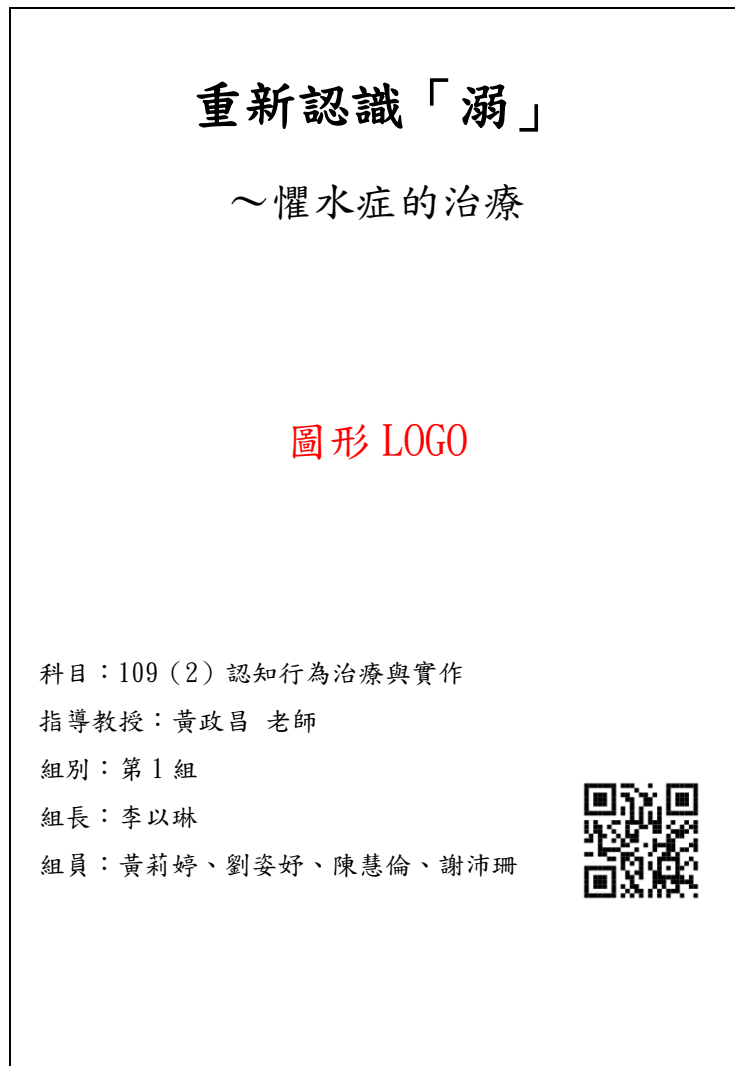 重新認識「溺」
～懼水症的治療
圖形 LOGO
科目：109（2）認知行為治療與實作
指導教授：黃政昌 老師
組別：第 1 組
組長：李以琳
組員：黃莉婷、劉姿妤、陳慧倫、謝沛珊